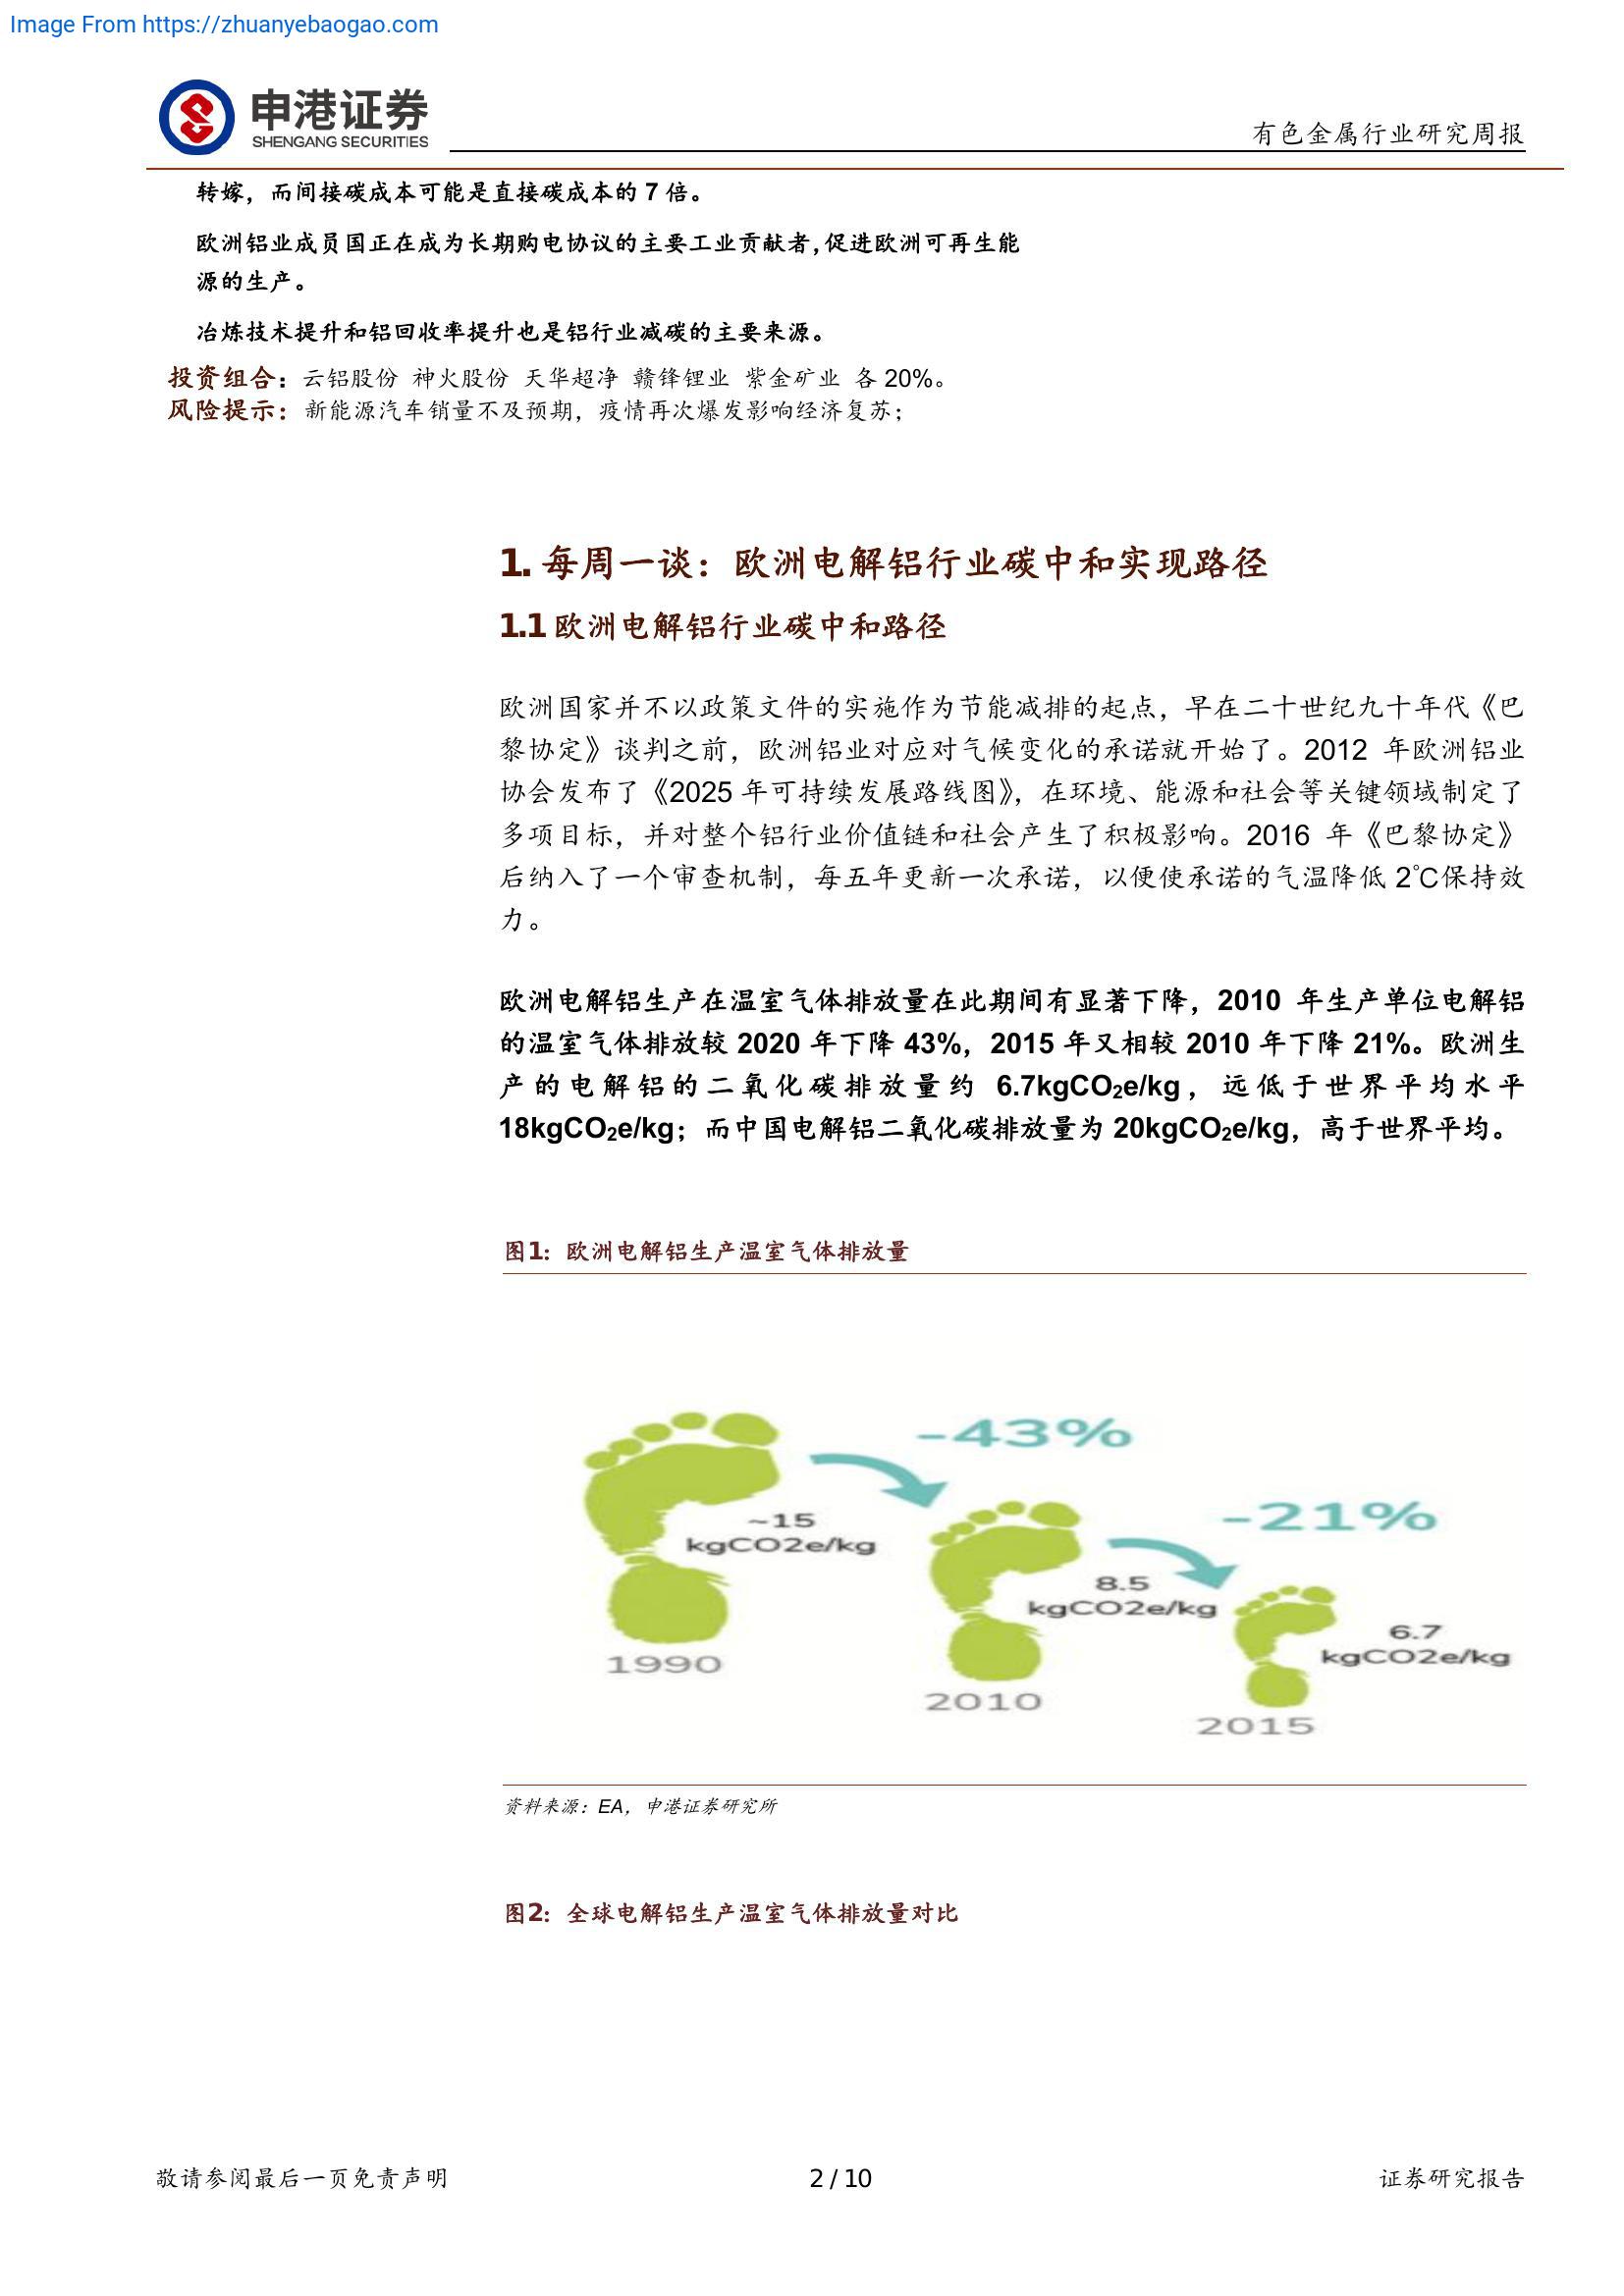 Image From https://zhuanyebaogao.com
申港证券
SHENGANG SECURITIES
有色金属行业研究周报
转嫁，而间接碳成本可能是直接碳成本的 7 倍。
欧洲铝业成员国正在成为长期购电协议的主要工业贡献者，促进欧洲可再生能
源的生产。
冶炼技术提升和铝回收率提升也是铝行业减碳的主要来源。
投资组合：云铝股份 神火股份 天华超净 赣锋锂业 紫金矿业 各 20%。
风险提示：新能源汽车销量不及预期，疫情再次爆发影响经济复苏；
1. 每周一谈：欧洲电解铝行业碳中和实现路径
1.1 欧洲电解铝行业碳中和路径
欧洲国家并不以政策文件的实施作为节能减排的起点，早在二十世纪九十年代《巴
黎协定》谈判之前，欧洲铝业对应对气候变化的承诺就开始了。2012 年欧洲铝业
协会发布了《2025 年可持续发展路线图》，在环境、能源和社会等关键领域制定了
多项目标，并对整个铝行业价值链和社会产生了积极影响。2016 年《巴黎协定》
后纳入了一个审查机制，每五年更新一次承诺，以便使承诺的气温降低 2℃保持效
力。
欧洲电解铝生产在温室气体排放量在此期间有显著下降，2010 年生产单位电解铝
的温室气体排放较 2020 年下降 43%，2015 年又相较 2010 年下降 21%。欧洲生
产的电解铝的二氧化碳排放量约 6.7kgCO₂e/kg，远低于世界平均水平
18kgCO₂e/kg；而中国电解铝二氧化碳排放量为 20kgCO₂e/kg，高于世界平均。
图1：欧洲电解铝生产温室气体排放量
-43%
~15
kgCO2e/kg
-21%
8.5
kgCO2e/kg
6.7
kgCO2e/kg
1990
2010
2015
资料来源：EA，申港证券研究所
图2：全球电解铝生产温室气体排放量对比
敬请参阅最后一页免责声明
2 / 10
证券研究报告